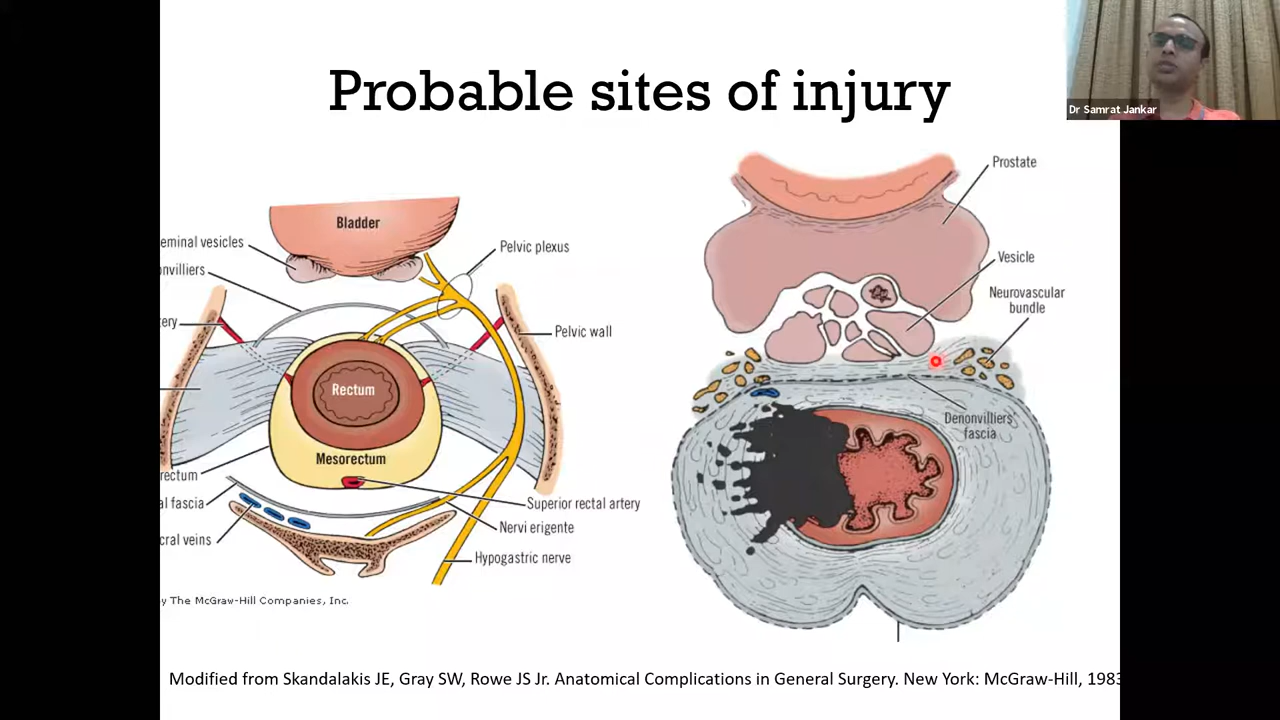 Probable sites of injury
Dr Samrat Jankar
Bladder
eminal vesicles
nvilliers
tery
Pelvic plexus
Pelvic wall
Rectum
Mesorectum
rectum
al fascia
cral veins
Superior rectal artery
Nervi erigente
Hypogastric nerve
y The McGraw-Hill Companies, Inc.
Prostate
Vesicle
Neurovascular
bundle
Denonvilliers'
fascia
Modified from Skandalakis JE, Gray SW, Rowe JS Jr. Anatomical Complications in General Surgery. New York: McGraw-Hill, 1983